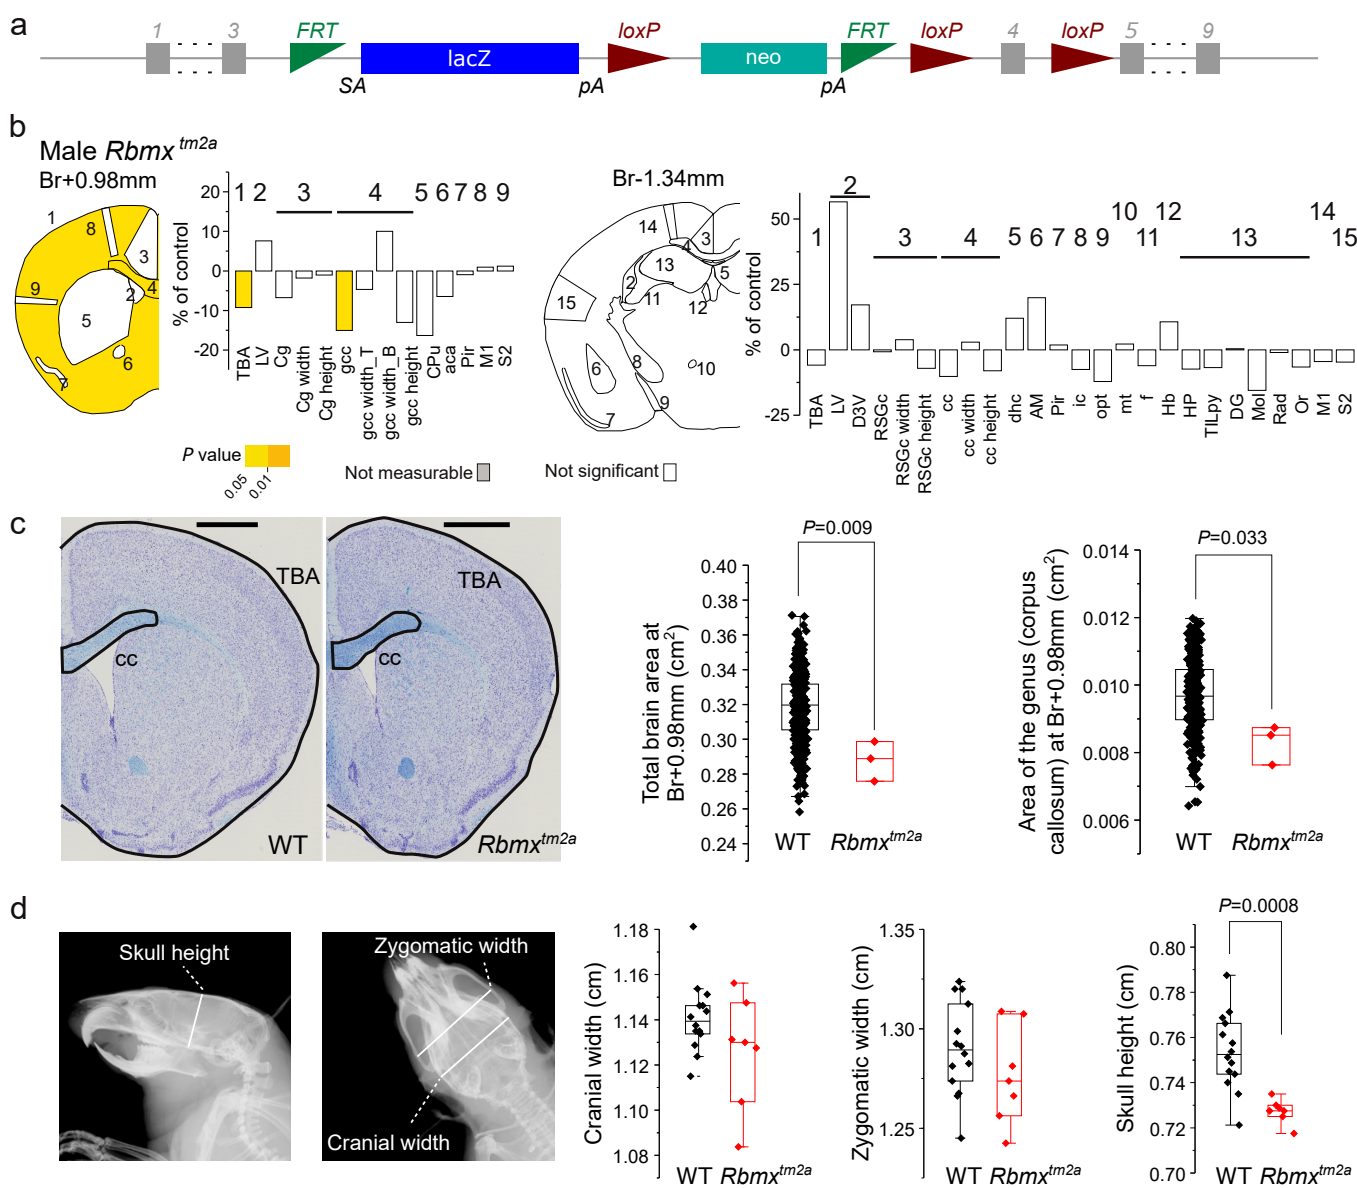 a
1 3 FRT loxP FRT loxP 4 loxP 5 9
lacZ neo
SA pA pA
b
Male Rbmx tm2a
Br+0.98mm
1 8 3 9 2 4 5 6 7
% of control
20
10
0
-10
-20
1 2 3 4 5 6 7 8 9
TBA
LV
Cg
Cg width
Cg height
gcc
gcc width_T
gcc width_B
gcc height
CPu
aca
Pir
M1
S2
Br-1.34mm
14 3 4 13 2 5 11 12 15 8 10 6 9 7
% of control
50
25
0
-25
1 2 3 4 5 6 7 8 9 10 11 12 13 14 15
TBA
LV
D3V
RSGc
RSGc width
RSGc height
cc
cc width
cc height
dhc
AM
Pir
ic
opt
mt
f
Hb
HP
TILpy
DG
Mol
Rad
Or
M1
S2
P value
0.05
0.01
Not measurable
Not significant
c
TBA
cc
WT
TBA
cc
Rbmx tm2a
P=0.009
Total brain area at
Br+0.98mm (cm2)
0.40
0.38
0.36
0.34
0.32
0.30
0.28
0.26
0.24
WT Rbmx tm2a
P=0.033
Area of the genus (corpus
callosum) at Br+0.98mm (cm2)
0.014
0.012
0.010
0.008
0.006
WT Rbmx tm2a
d
Skull height
Zygomatic width
Cranial width
Cranial width (cm)
1.18
1.16
1.14
1.12
1.10
1.08
WT Rbmx tm2a
Zygomatic width (cm)
1.35
1.30
1.25
WT Rbmx tm2a
P=0.0008
Skull height (cm)
0.80
0.78
0.76
0.74
0.72
0.70
WT Rbmx tm2a